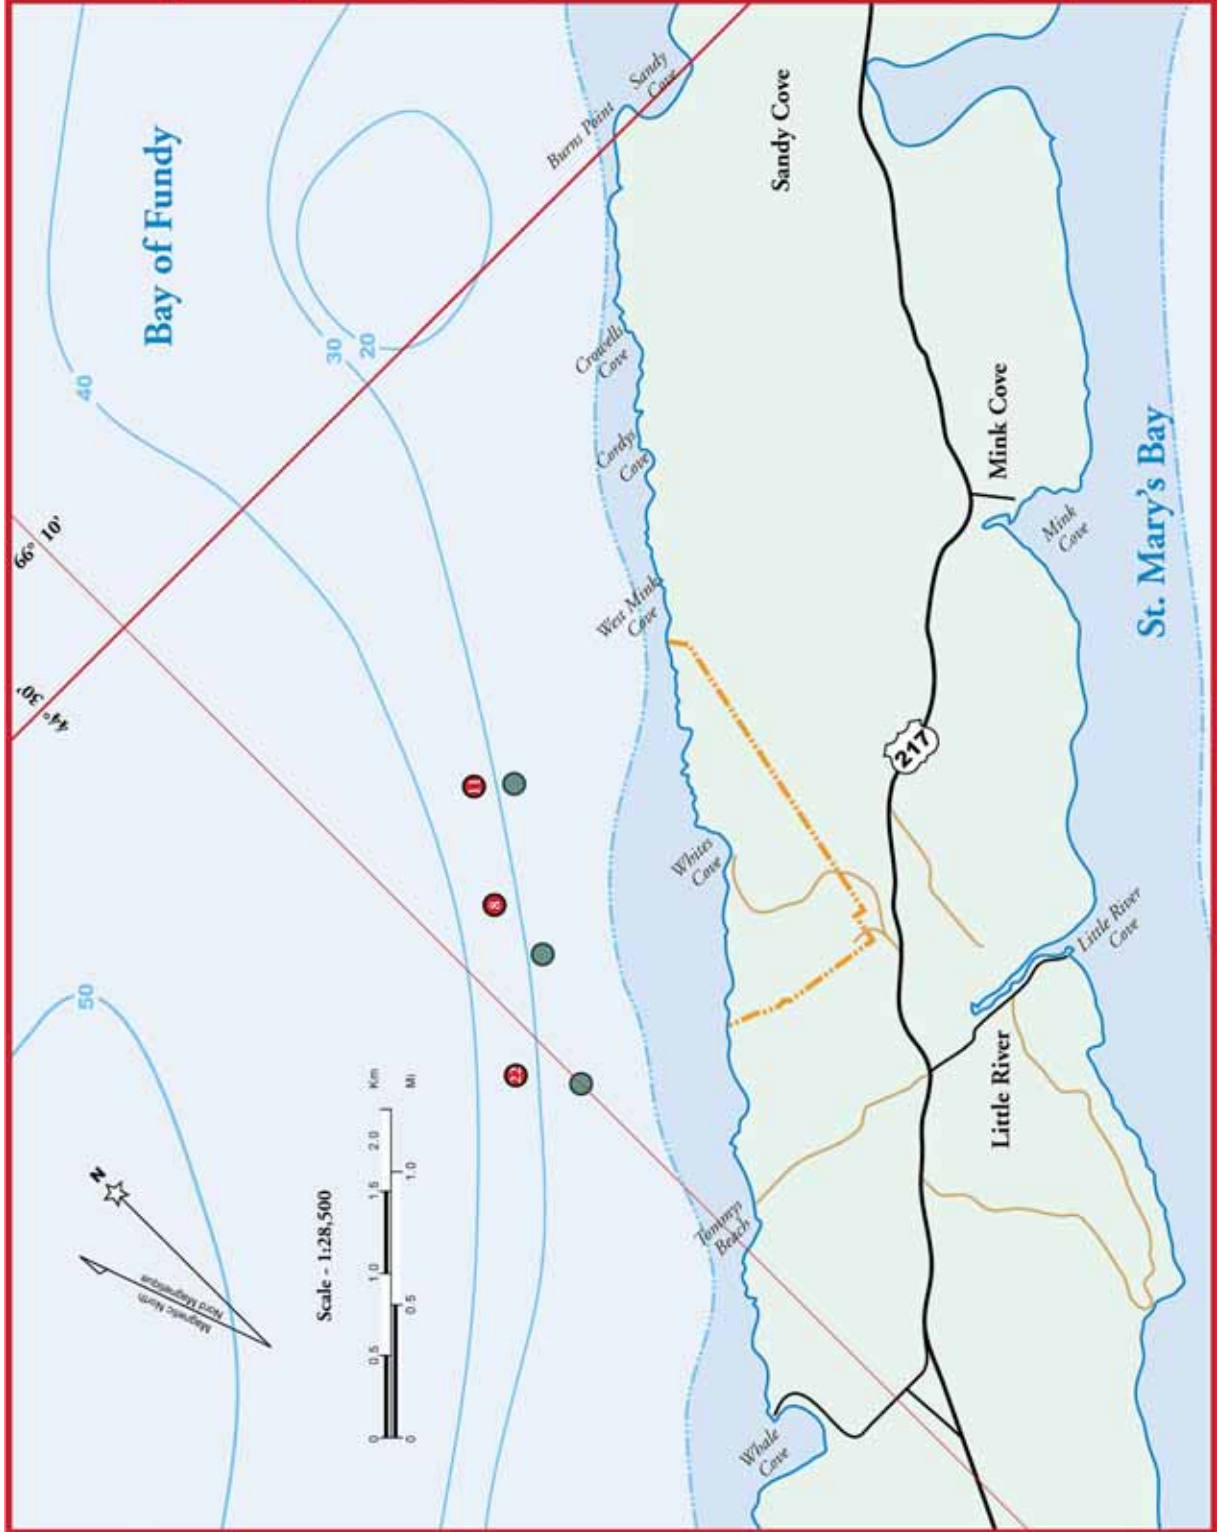 Bay of Fundy
St. Mary's Bay
Sandy Cove
Mink Cove
Little River
Burns Point
Sandy
Cove
Crowells
Cove
Cordys
Cove
West Mink
Cove
Whites
Cove
Tommys
Beach
Whale
Cove
Mink
Cove
Little River
Cove
217
66° 10'
44° 30'
20
30
40
50
11
8
22
N
Magnetic North
Nord Magnetique
Scale - 1:28,500
0 0.5 1.0 1.5 2.0 Km
0 0.5 1.0 Mi